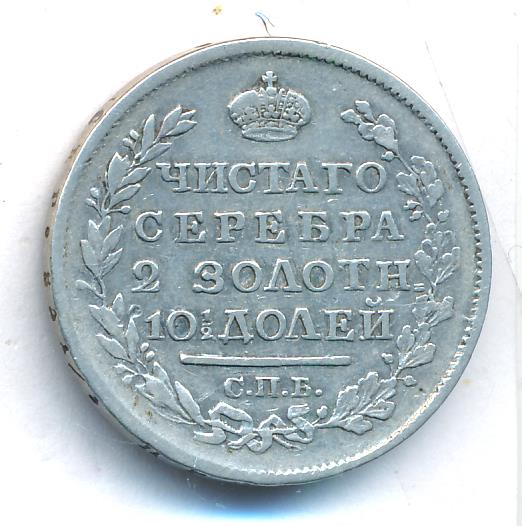 ЧИСТАГО
СЕРЕБРА
2 ЗОЛОТН.
10½ ДОЛЕЙ
С.П.Б.